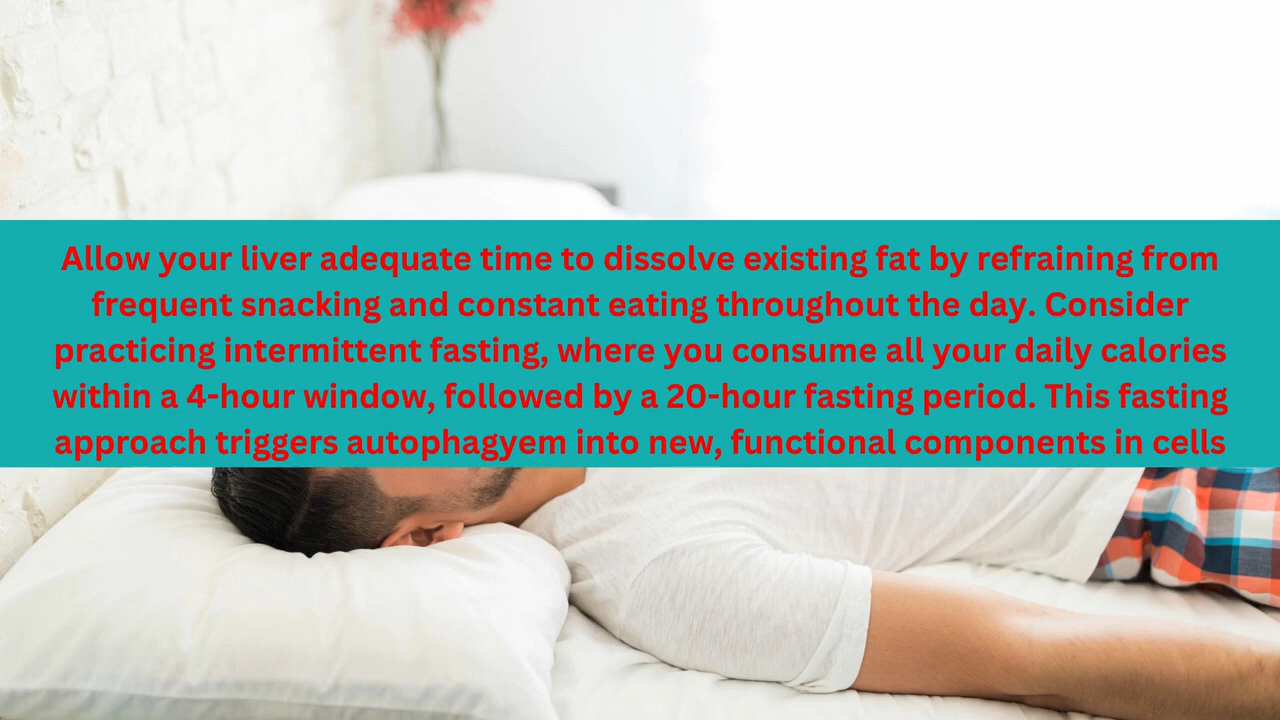 Allow your liver adequate time to dissolve existing fat by refraining from
frequent snacking and constant eating throughout the day. Consider
practicing intermittent fasting, where you consume all your daily calories
within a 4-hour window, followed by a 20-hour fasting period. This fasting
approach triggers autophagyem into new, functional components in cells